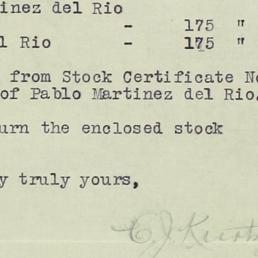 inez del Rio
- 175 "
l Rio - 175 "
from Stock Certificate N
of Pablo Martinez del Rio.
urn the enclosed stock
y truly yours,
C. J.